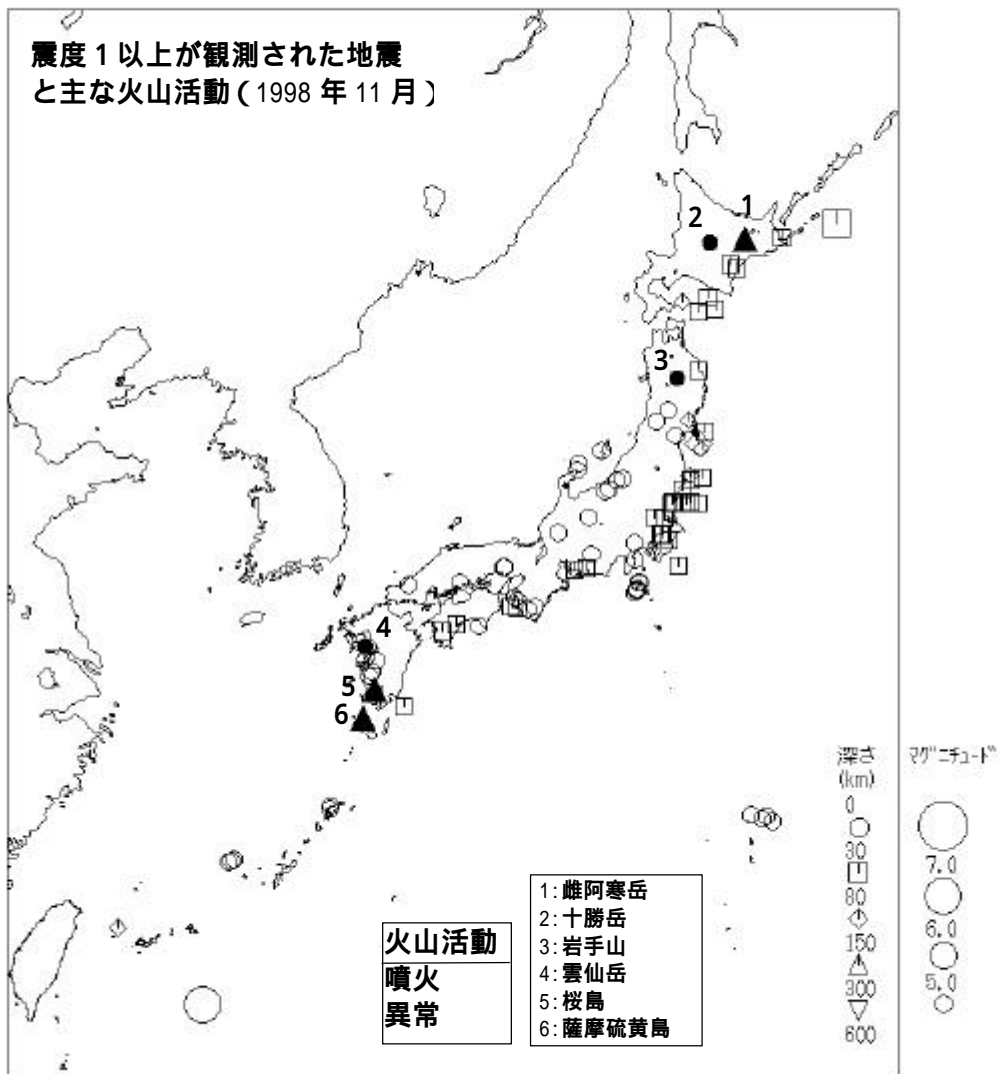 震度１以上が観測された地震
と主な火山活動（1998 年 11 月）
1
2
3
4
5
6
深さ
(km)
0
30
80
150
300
600
マグニチュード
7.0
6.0
5.0
火山活動
噴火
異常
1:雌阿寒岳
2:十勝岳
3:岩手山
4:雲仙岳
5:桜島
6:薩摩硫黄島